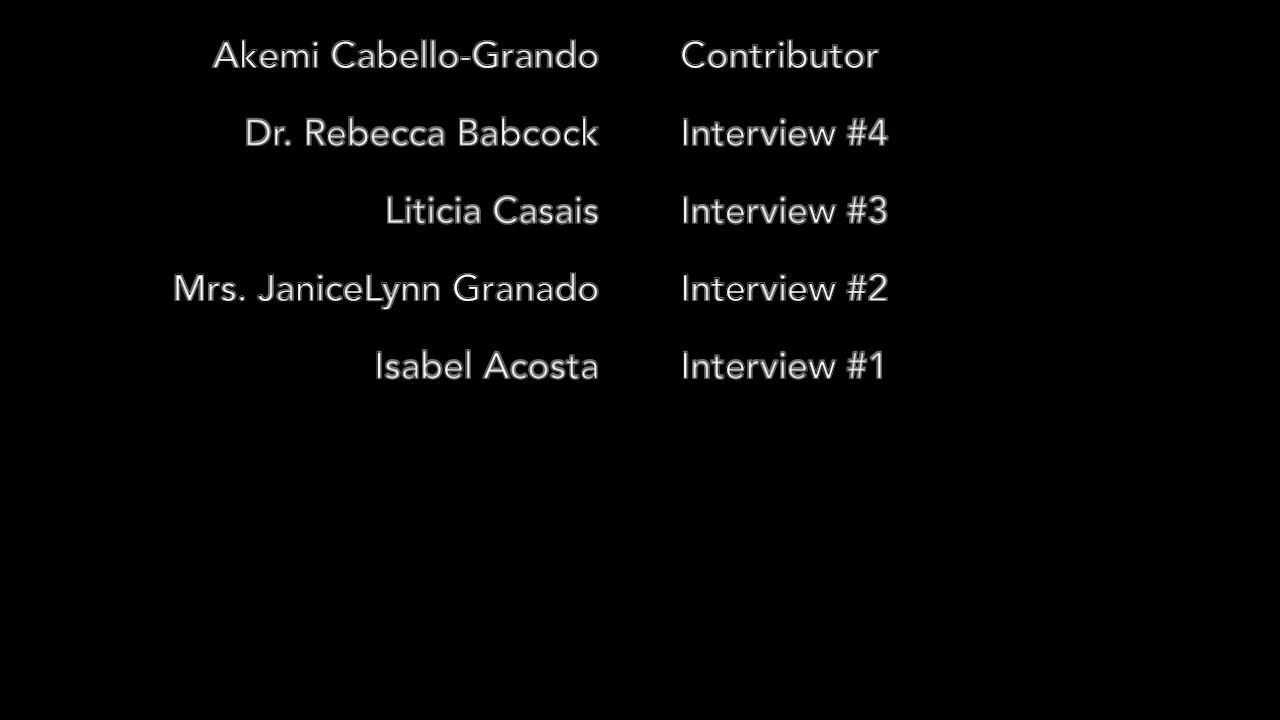 Akemi Cabello-Grando Contributor
Dr. Rebecca Babcock Interview #4
Liticia Casais Interview #3
Mrs. JaniceLynn Granado Interview #2
Isabel Acosta Interview #1